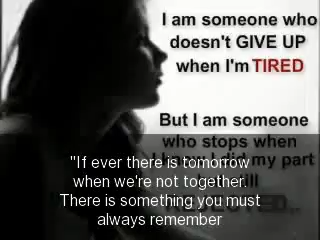 I am someone who
doesn't GIVE UP
when I'm TIRED
But I am someone
who stops when
my part
"If ever there is tomorrow
when we're not together.
There is something you must
always remember